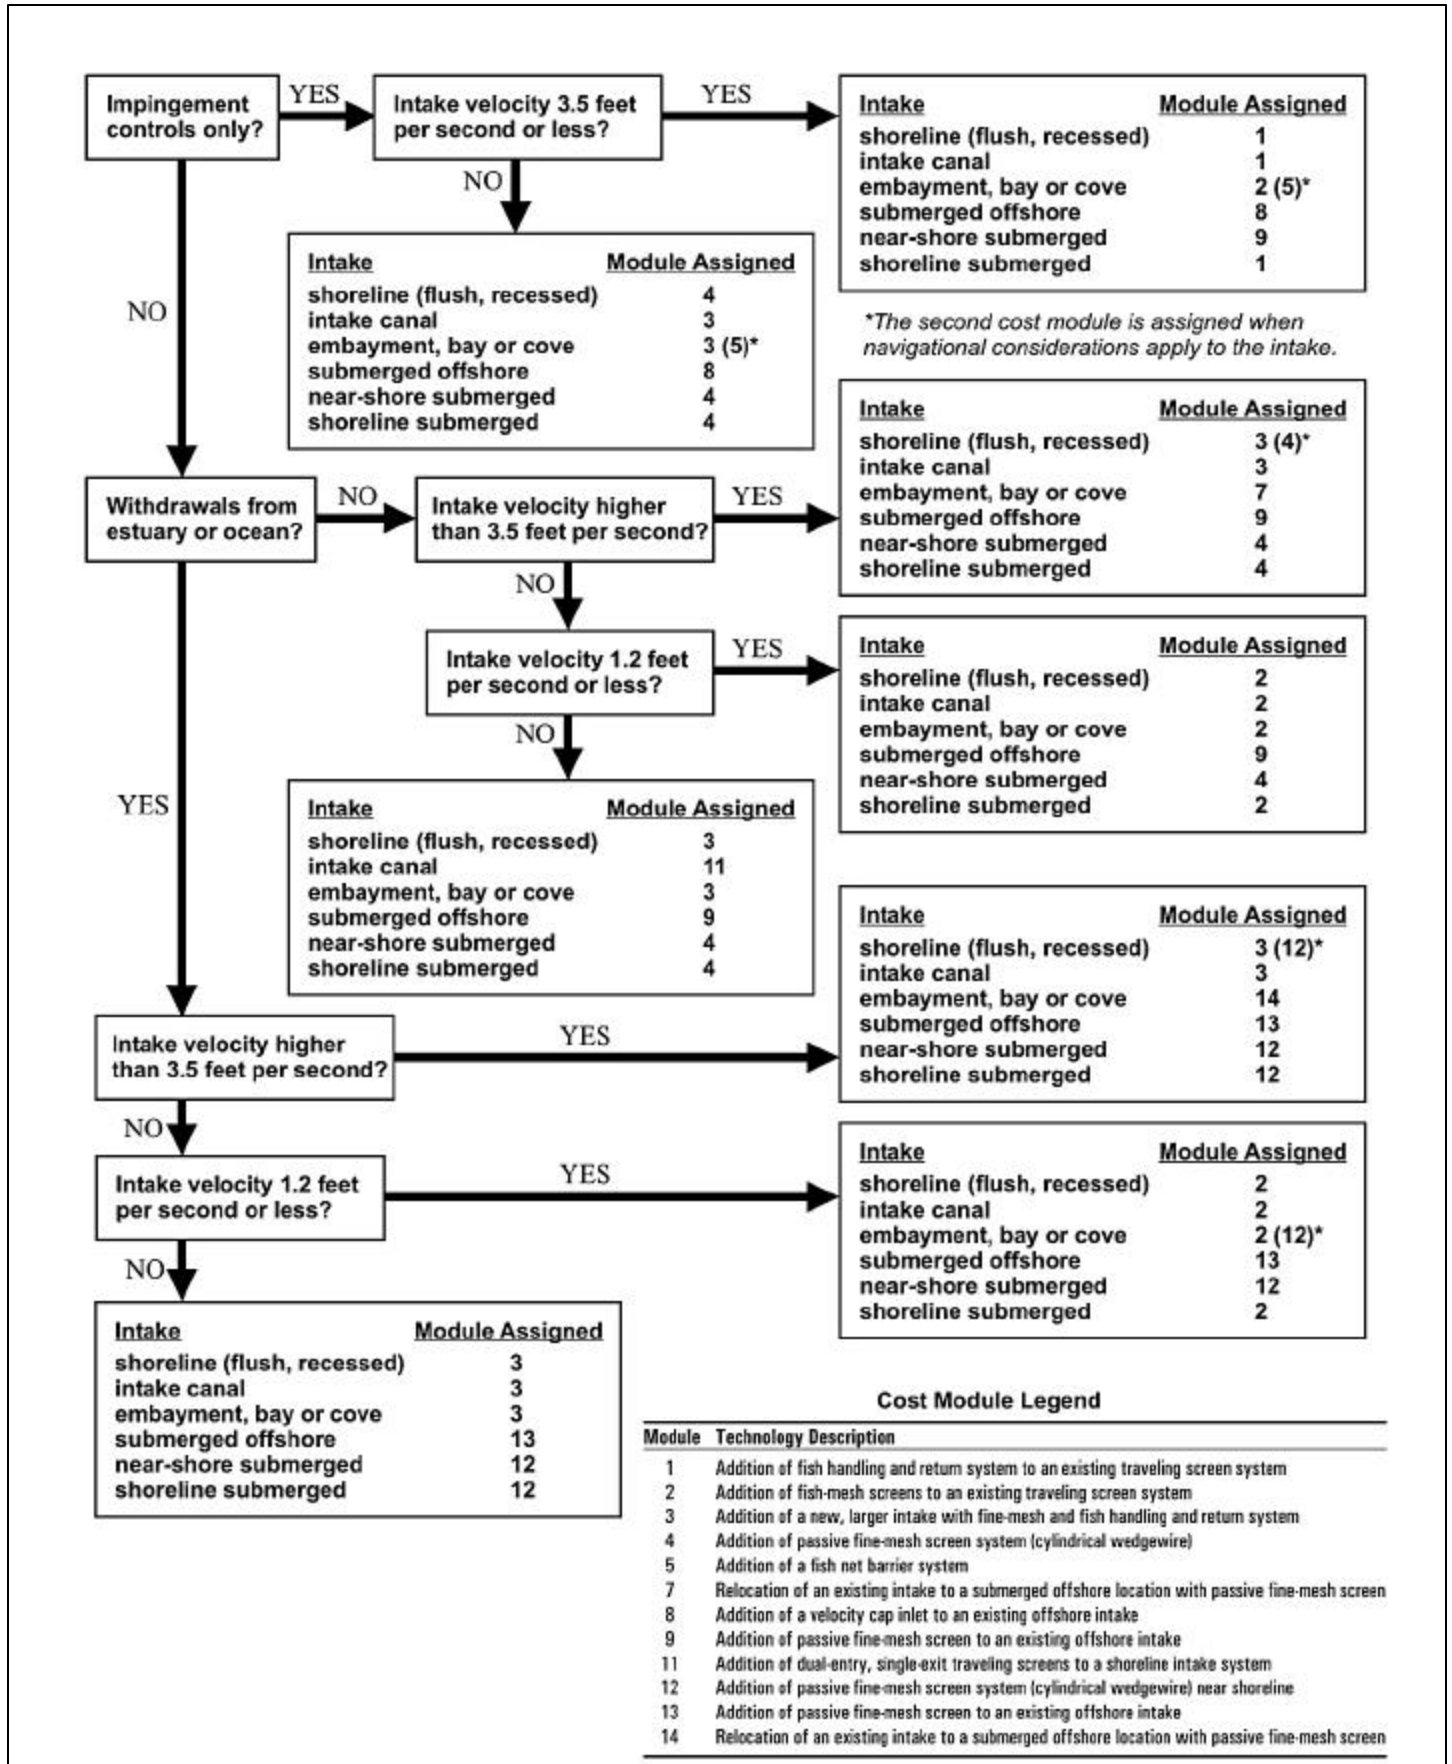 Impingement
controls only?
YES
Intake velocity 3.5 feet
per second or less?
YES
Intake Module Assigned
shoreline (flush, recessed) 1
intake canal 1
embayment, bay or cove 2 (5)*
submerged offshore 8
near-shore submerged 9
shoreline submerged 1
NO
Intake Module Assigned
shoreline (flush, recessed) 4
intake canal 3
embayment, bay or cove 3 (5)*
submerged offshore 8
near-shore submerged 4
shoreline submerged 4
NO
*The second cost module is assigned when
navigational considerations apply to the intake.
Withdrawals from
estuary or ocean?
NO
Intake velocity higher
than 3.5 feet per second?
YES
Intake Module Assigned
shoreline (flush, recessed) 3 (4)*
intake canal 3
embayment, bay or cove 7
submerged offshore 9
near-shore submerged 4
shoreline submerged 4
NO
Intake velocity 1.2 feet
per second or less?
YES
Intake Module Assigned
shoreline (flush, recessed) 2
intake canal 2
embayment, bay or cove 2
submerged offshore 9
near-shore submerged 4
shoreline submerged 2
NO
Intake Module Assigned
shoreline (flush, recessed) 3
intake canal 11
embayment, bay or cove 3
submerged offshore 9
near-shore submerged 4
shoreline submerged 4
YES
Intake velocity higher
than 3.5 feet per second?
YES
Intake Module Assigned
shoreline (flush, recessed) 3 (12)*
intake canal 3
embayment, bay or cove 14
submerged offshore 13
near-shore submerged 12
shoreline submerged 12
NO
Intake velocity 1.2 feet
per second or less?
YES
Intake Module Assigned
shoreline (flush, recessed) 2
intake canal 2
embayment, bay or cove 2 (12)*
submerged offshore 13
near-shore submerged 12
shoreline submerged 2
NO
Intake Module Assigned
shoreline (flush, recessed) 3
intake canal 3
embayment, bay or cove 3
submerged offshore 13
near-shore submerged 12
shoreline submerged 12
Cost Module Legend
Module Technology Description
1 Addition of fish handling and return system to an existing traveling screen system
2 Addition of fish-mesh screens to an existing traveling screen system
3 Addition of a new, larger intake with fine-mesh and fish handling and return system
4 Addition of passive fine-mesh screen system (cylindrical wedgewire)
5 Addition of a fish net barrier system
7 Relocation of an existing intake to a submerged offshore location with passive fine-mesh screen
8 Addition of a velocity cap inlet to an existing offshore intake
9 Addition of passive fine-mesh screen to an existing offshore intake
11 Addition of dual-entry, single-exit traveling screens to a shoreline intake system
12 Addition of passive fine-mesh screen system (cylindrical wedgewire) near shoreline
13 Addition of passive fine-mesh screen to an existing offshore intake
14 Relocation of an existing intake to a submerged offshore location with passive fine-mesh screen